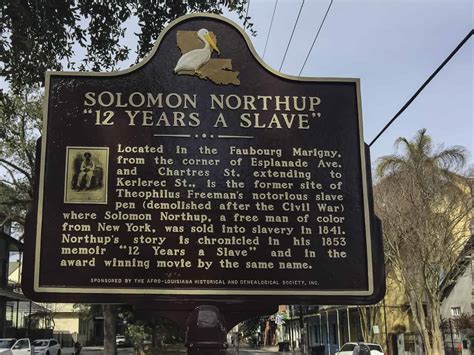 SOLOMON NORTHUP
"12 YEARS A SLAVE"
Located in the Faubourg Marigny,
from the corner of Esplanade Ave.
and Chartres St. extending to
Kerlerec St., is the former site of
Theophilus Freeman's notorious slave
pen (demolished after the Civil War)
where Solomon Northup, a free man of color
from New York, was sold into slavery in 1841.
Northup's story is chronicled in his 1853
memoir "12 Years a Slave" and in the
award winning movie by the same name.
SPONSORED BY THE AFRO-LOUISIANA HISTORICAL AND GENEALOGICAL SOCIETY, INC.